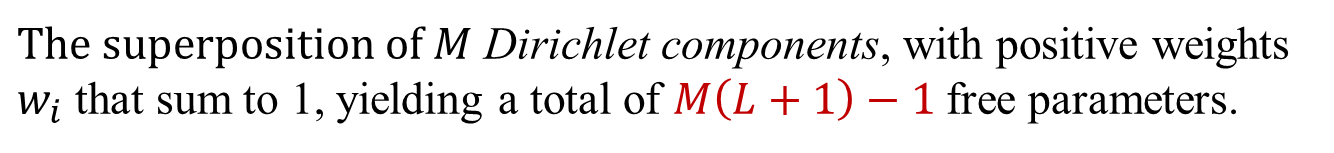 The superposition of M Dirichlet components, with positive weights
wᵢ that sum to 1, yielding a total of M(L + 1) − 1 free parameters.